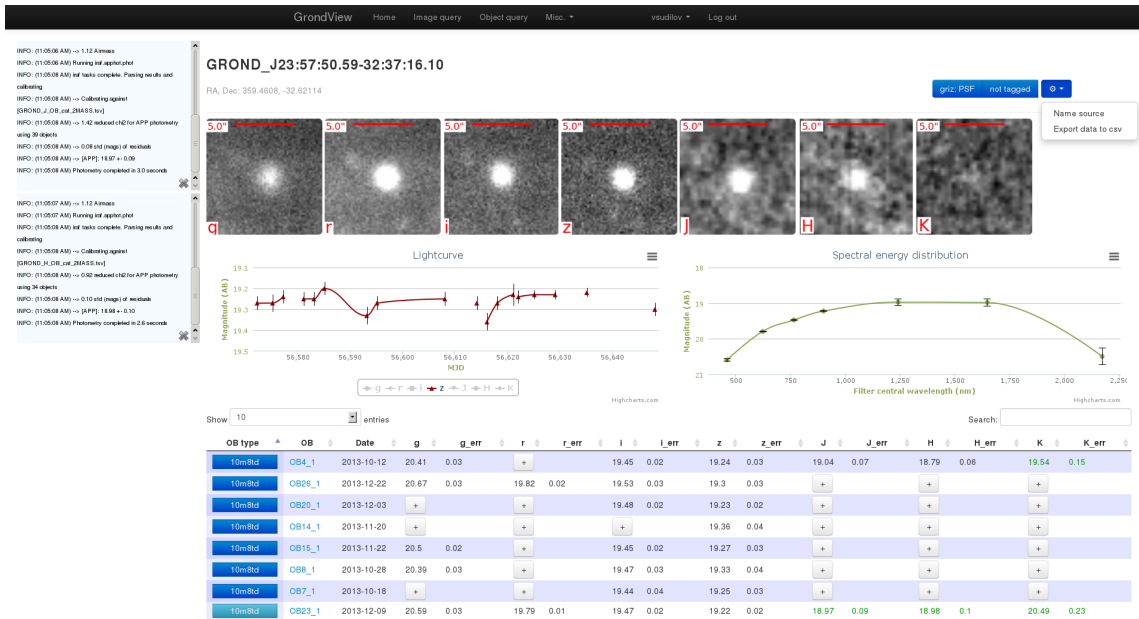 GrondView Home Image query Object query Misc. vsudilov Log out
INFO: (11:05:06 AM) --> 1.12 Airmass
INFO: (11:05:06 AM) Running iraf.apphot.phot
INFO: (11:05:08 AM) iraf tasks complete. Parsing results and
calibrating
INFO: (11:05:08 AM) --> Calibrating against
[GROND_J_OB_cat_2MASS.tsv]
INFO: (11:05:08 AM) --> 1.42 reduced chi2 for APP photometry
using 39 objects
INFO: (11:05:08 AM) --> 0.08 std (mags) of residuals
INFO: (11:05:08 AM) --> [APP]: 18.97 +- 0.09
INFO: (11:05:08 AM) Photometry completed in 3.0 seconds
INFO: (11:05:07 AM) --> 1.12 Airmass
INFO: (11:05:07 AM) Running iraf.apphot.phot
INFO: (11:05:08 AM) iraf tasks complete. Parsing results and
calibrating
INFO: (11:05:08 AM) --> Calibrating against
[GROND_H_OB_cat_2MASS.tsv]
INFO: (11:05:08 AM) --> 0.92 reduced chi2 for APP photometry
using 34 objects
INFO: (11:05:08 AM) --> 0.10 std (mags) of residuals
INFO: (11:05:08 AM) --> [APP]: 18.98 +- 0.10
INFO: (11:05:08 AM) Photometry completed in 2.6 seconds
GROND_J23:57:50.59-32:37:16.10
RA, Dec: 359.4608, -32.62114
griz: PSF not tagged
Name source
Export data to csv
5.0" 5.0" 5.0" 5.0" 5.0" 5.0" 5.0"
g r i z J H K
Lightcurve
Magnitude (AB)
19.1
19.2
19.3
19.4
19.5
56,580 56,590 56,600 56,610 56,620 56,630 56,640
MJD
g r i z J H K
Highcharts.com
Spectral energy distribution
Magnitude (AB)
18
19
20
21
500 750 1,000 1,250 1,500 1,750 2,000 2,250
Filter central wavelength (nm)
Highcharts.com
Show 10 entries Search:
OB type OB Date g g_err r r_err i i_err z z_err J J_err H H_err K K_err
10m8td OB4_1 2013-10-12 20.41 0.03 + 19.45 0.02 19.24 0.03 19.04 0.07 18.79 0.06 19.54 0.15
10m8td OB26_1 2013-12-22 20.67 0.03 19.82 0.02 19.53 0.03 19.3 0.03 + + +
10m8td OB20_1 2013-12-03 + + 19.48 0.02 19.23 0.02 + + +
10m8td OB14_1 2013-11-20 + + + 19.36 0.04 + + +
10m8td OB15_1 2013-11-22 20.5 0.02 + 19.45 0.02 19.27 0.03 + + +
10m8td OB8_1 2013-10-28 20.39 0.03 + 19.47 0.03 19.33 0.04 + + +
10m8td OB7_1 2013-10-18 + + 19.44 0.04 19.25 0.03 + + +
10m8td OB23_1 2013-12-09 20.59 0.03 19.79 0.01 19.47 0.02 19.22 0.02 18.97 0.09 18.98 0.1 20.49 0.23